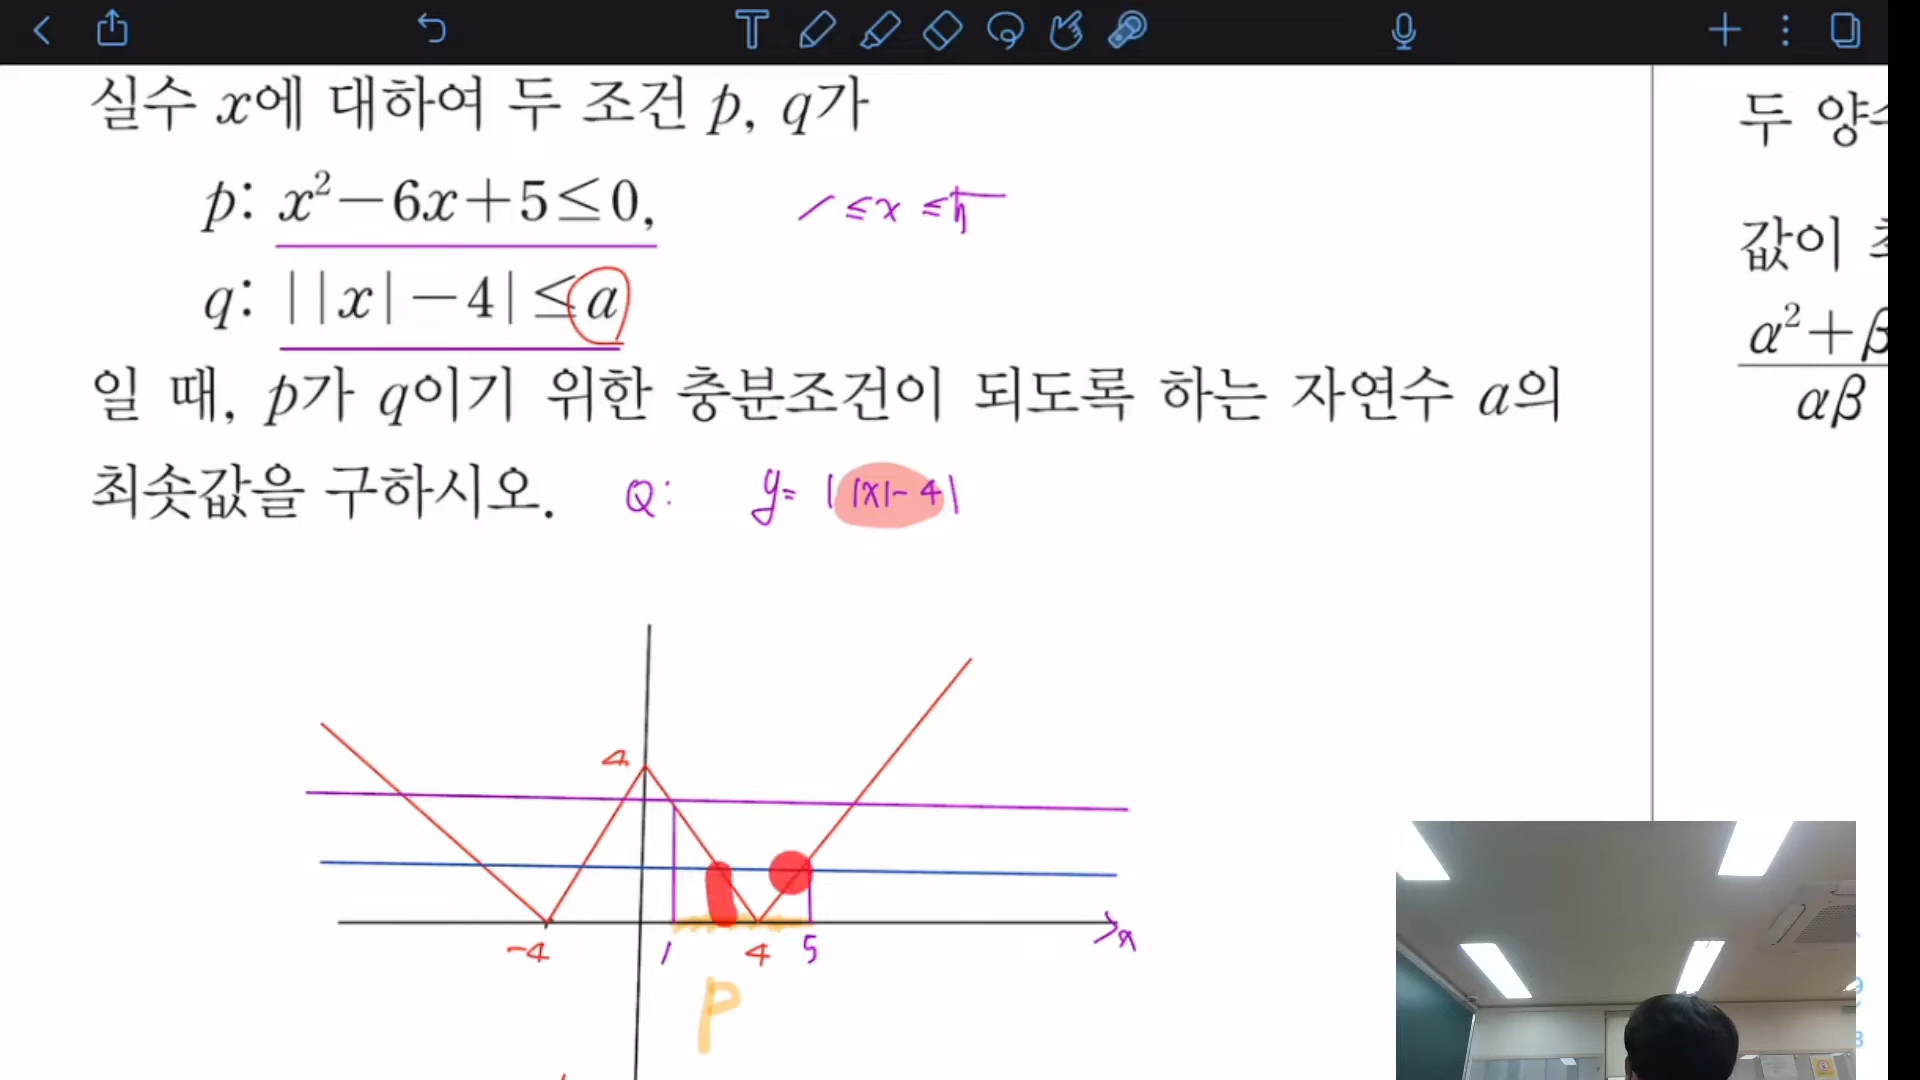 실수 x에 대하여 두 조건 p, q가
p: x²−6x+5≤0,
1≤x≤5
q: ||x|−4|≤a
일 때, p가 q이기 위한 충분조건이 되도록 하는 자연수 a의
최솟값을 구하시오.
Q: y= ||x|-4|
4
-4 1 4 5 x
P
두 양
값이
α²+β
αβ